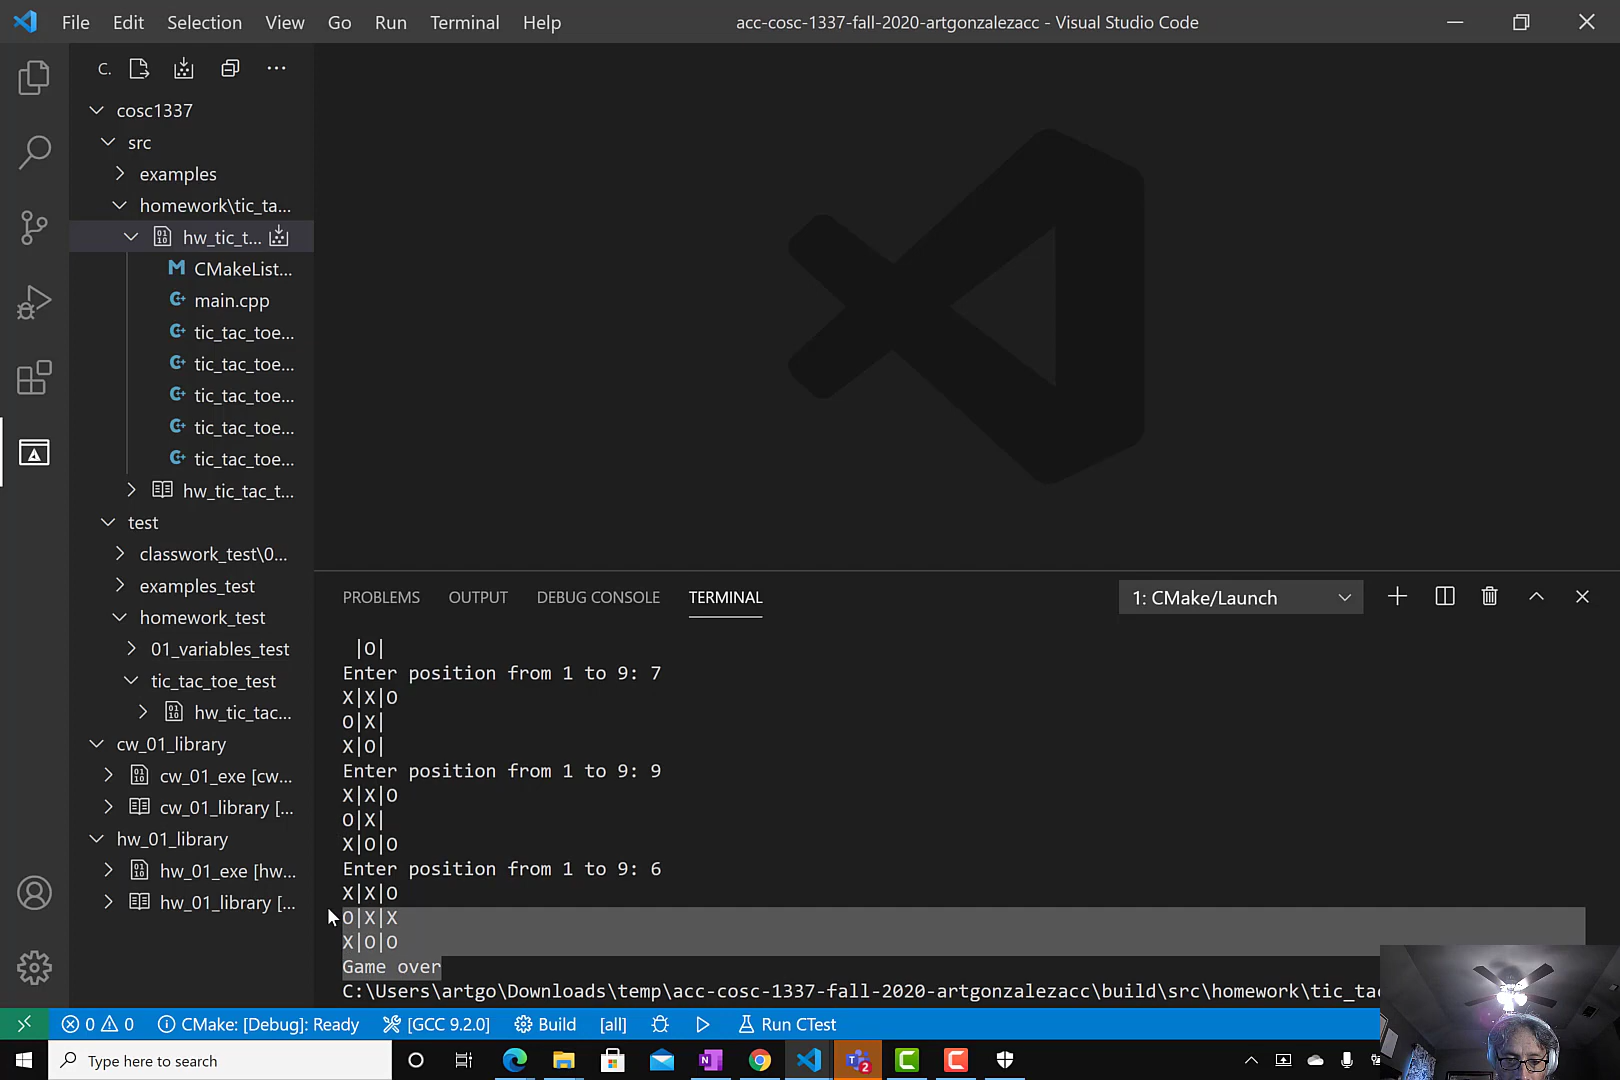 File Edit Selection View Go Run Terminal Help
acc-cosc-1337-fall-2020-artgonzalezacc - Visual Studio Code
C. ...
cosc1337
src
examples
homework\tic_ta...
hw_tic_t...
CMakeList...
main.cpp
tic_tac_toe...
tic_tac_toe...
tic_tac_toe...
tic_tac_toe...
tic_tac_toe...
hw_tic_tac_t...
test
classwork_test\0...
examples_test
homework_test
01_variables_test
tic_tac_toe_test
hw_tic_tac...
cw_01_library
cw_01_exe [cw...
cw_01_library [...
hw_01_library
hw_01_exe [hw...
hw_01_library [...
PROBLEMS OUTPUT DEBUG CONSOLE TERMINAL
1: CMake/Launch
|O|
Enter position from 1 to 9: 7
X|X|O
O|X|
X|O|
Enter position from 1 to 9: 9
X|X|O
O|X|
X|O|O
Enter position from 1 to 9: 6
X|X|O
O|X|X
X|O|O
Game over
C:\Users\artgo\Downloads\temp\acc-cosc-1337-fall-2020-artgonzalezacc\build\src\homework\tic_tac
0 0 CMake: [Debug]: Ready [GCC 9.2.0] Build [all] Run CTest
Type here to search